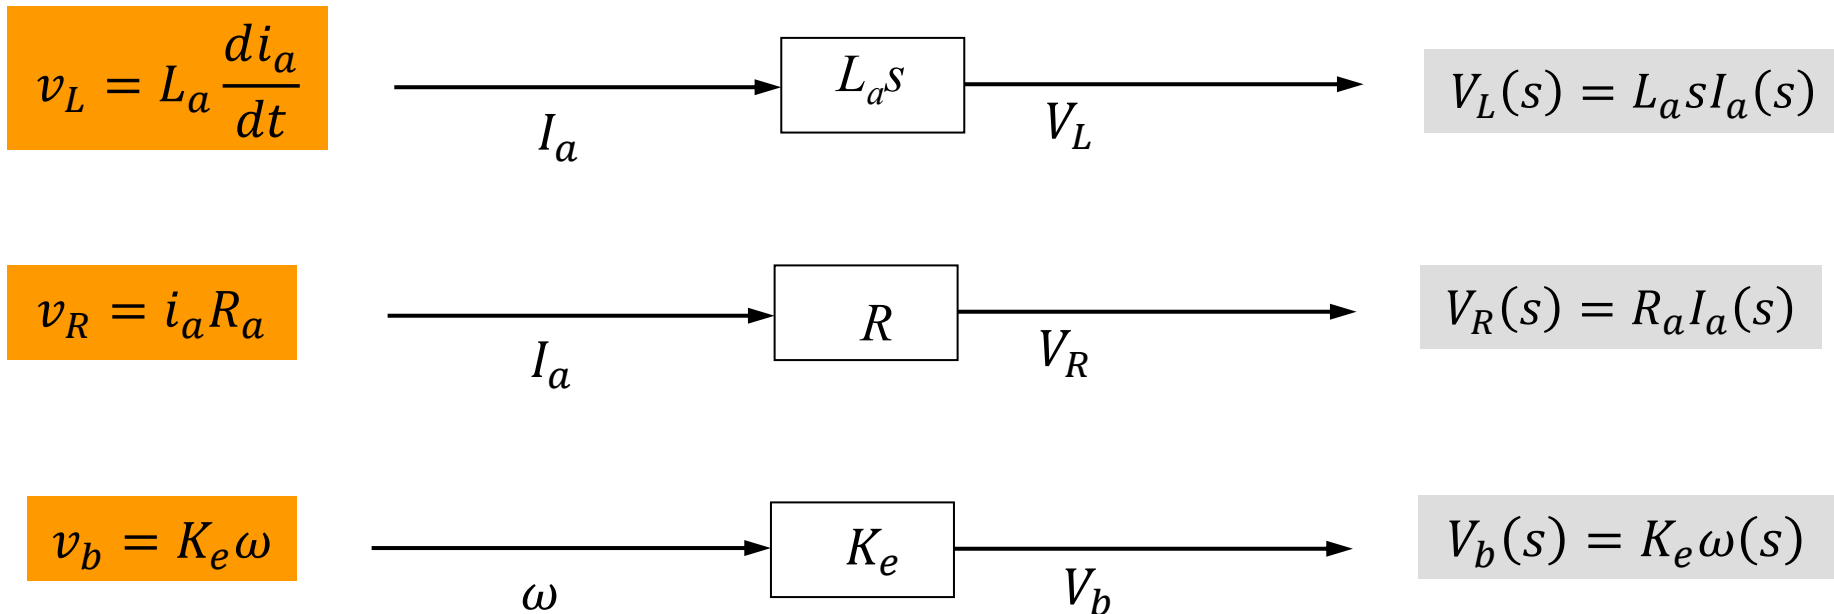 v_L = L_a di_a/dt
L_a s
I_a
V_L
V_L(s) = L_a sI_a(s)
v_R = i_a R_a
R
I_a
V_R
V_R(s) = R_a I_a(s)
v_b = K_e ω
K_e
ω
V_b
V_b(s) = K_e ω(s)